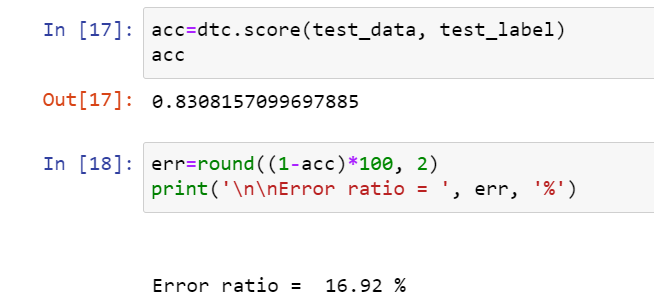 In [17]: acc=dtc.score(test_data, test_label)
acc
Out[17]: 0.8308157099697885
In [18]: err=round((1-acc)*100, 2)
print('\n\nError ratio = ', err, '%')
Error ratio =  16.92 %